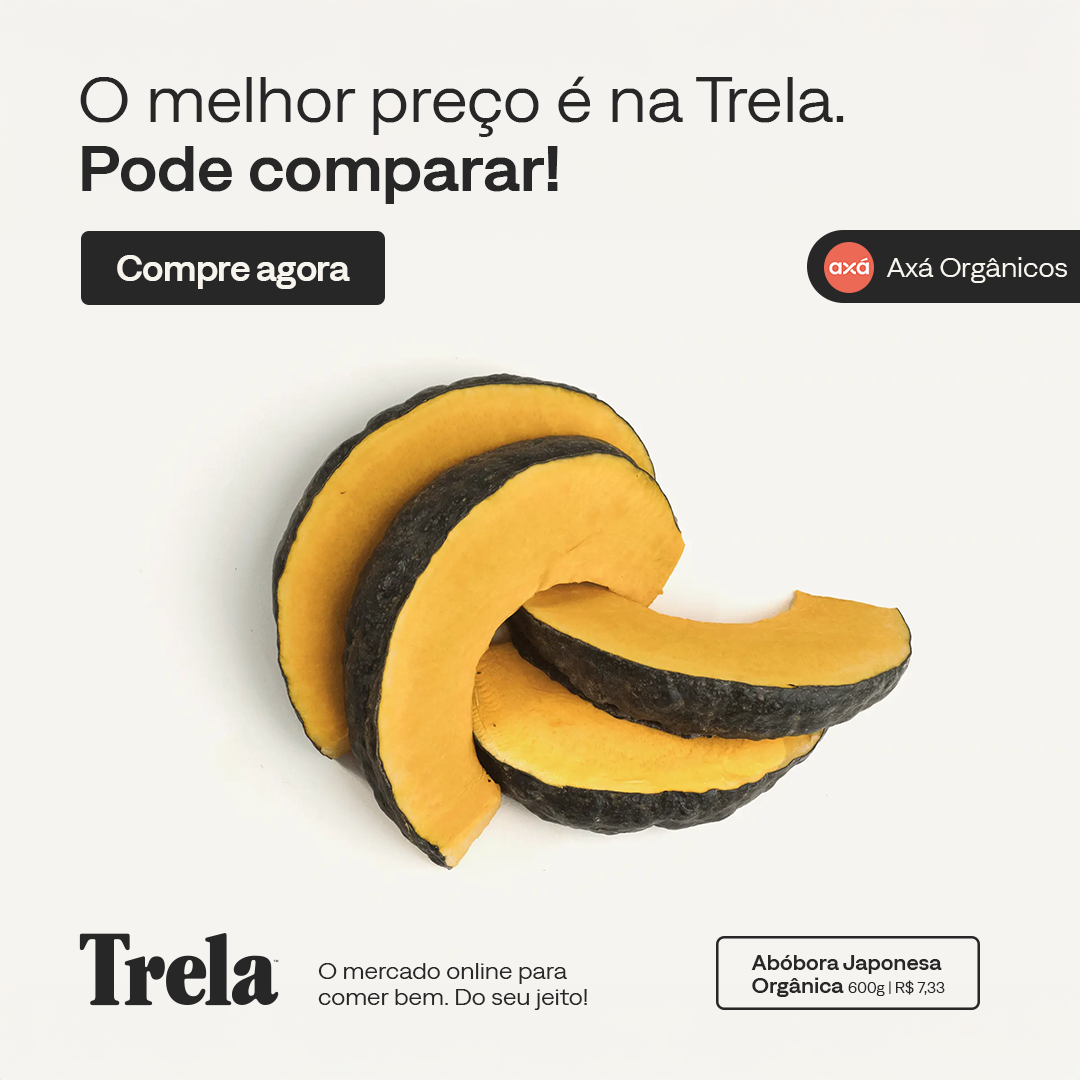 O melhor preço é na Trela.
Pode comparar!
Compre agora
axá Axá Orgânicos
Trela™
O mercado online para
comer bem. Do seu jeito!
Abóbora Japonesa
Orgânica 600g | R$ 7,33